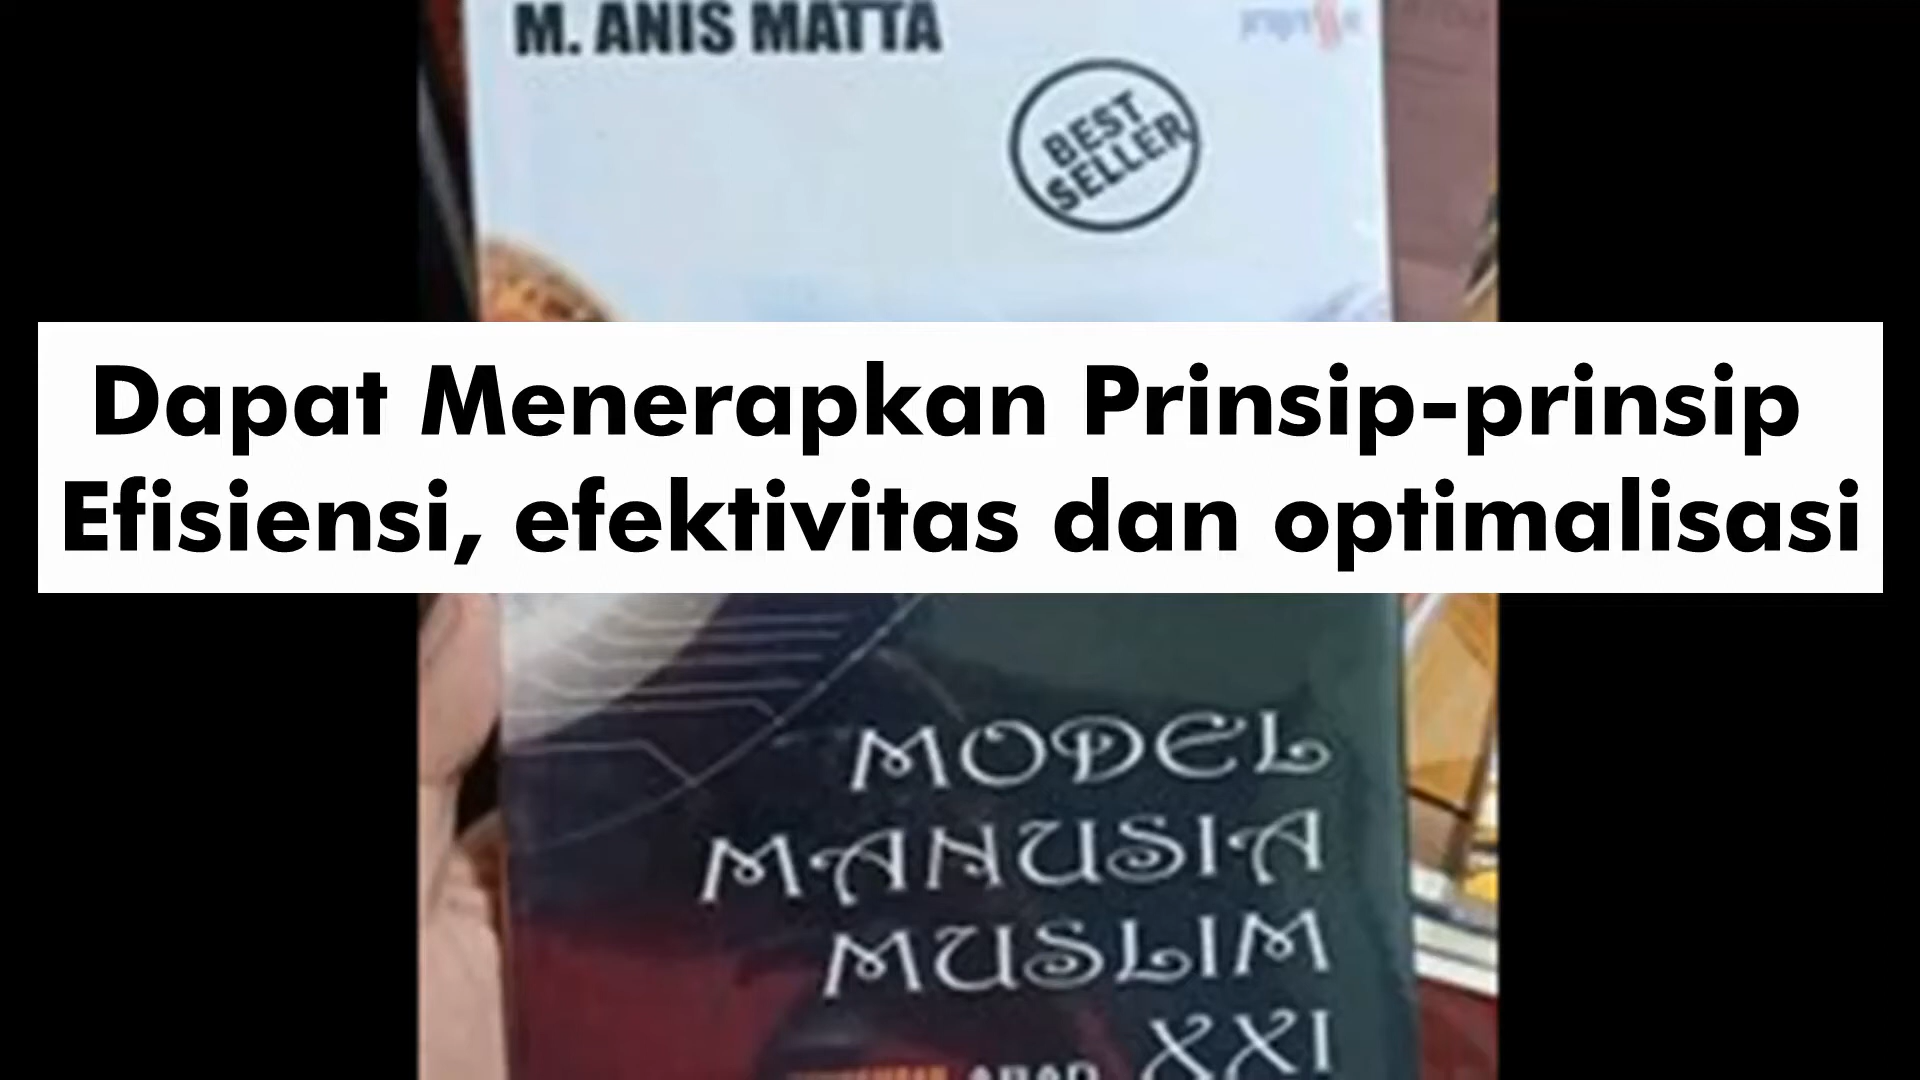 M. ANIS MATTA
BEST
SELLER
Dapat Menerapkan Prinsip-prinsip
Efisiensi, efektivitas dan optimalisasi
MODEL
MANUSIA
MUSLIM
XXI